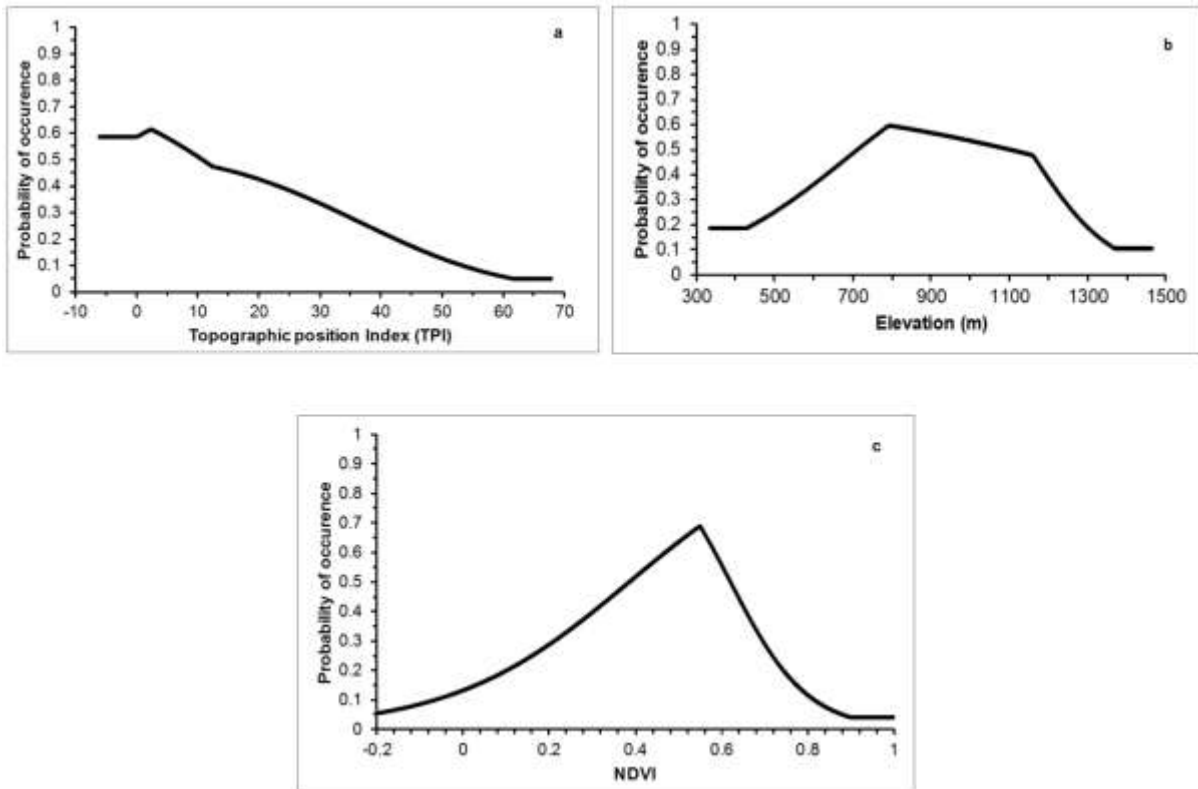 a
Probability of occurence
1
0.9
0.8
0.7
0.6
0.5
0.4
0.3
0.2
0.1
0
-10 0 10 20 30 40 50 60 70
Topographic position Index (TPI)
b
Probability of occurence
1
0.9
0.8
0.7
0.6
0.5
0.4
0.3
0.2
0.1
0
300 500 700 900 1100 1300 1500
Elevation (m)
c
Probability of occurence
1
0.9
0.8
0.7
0.6
0.5
0.4
0.3
0.2
0.1
0
-0.2 0 0.2 0.4 0.6 0.8 1
NDVI